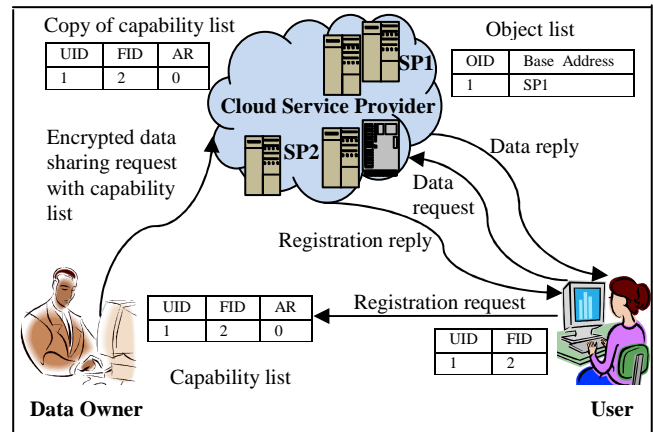 Copy of capability list
UID FID AR
1 2 0
Object list
OID Base Address
1 SP1
SP1
Cloud Service Provider
SP2
Encrypted data
sharing request
with capability
list
Data reply
Data
request
Registration reply
UID FID AR
1 2 0
Capability list
Registration request
UID FID
1 2
Data Owner
User